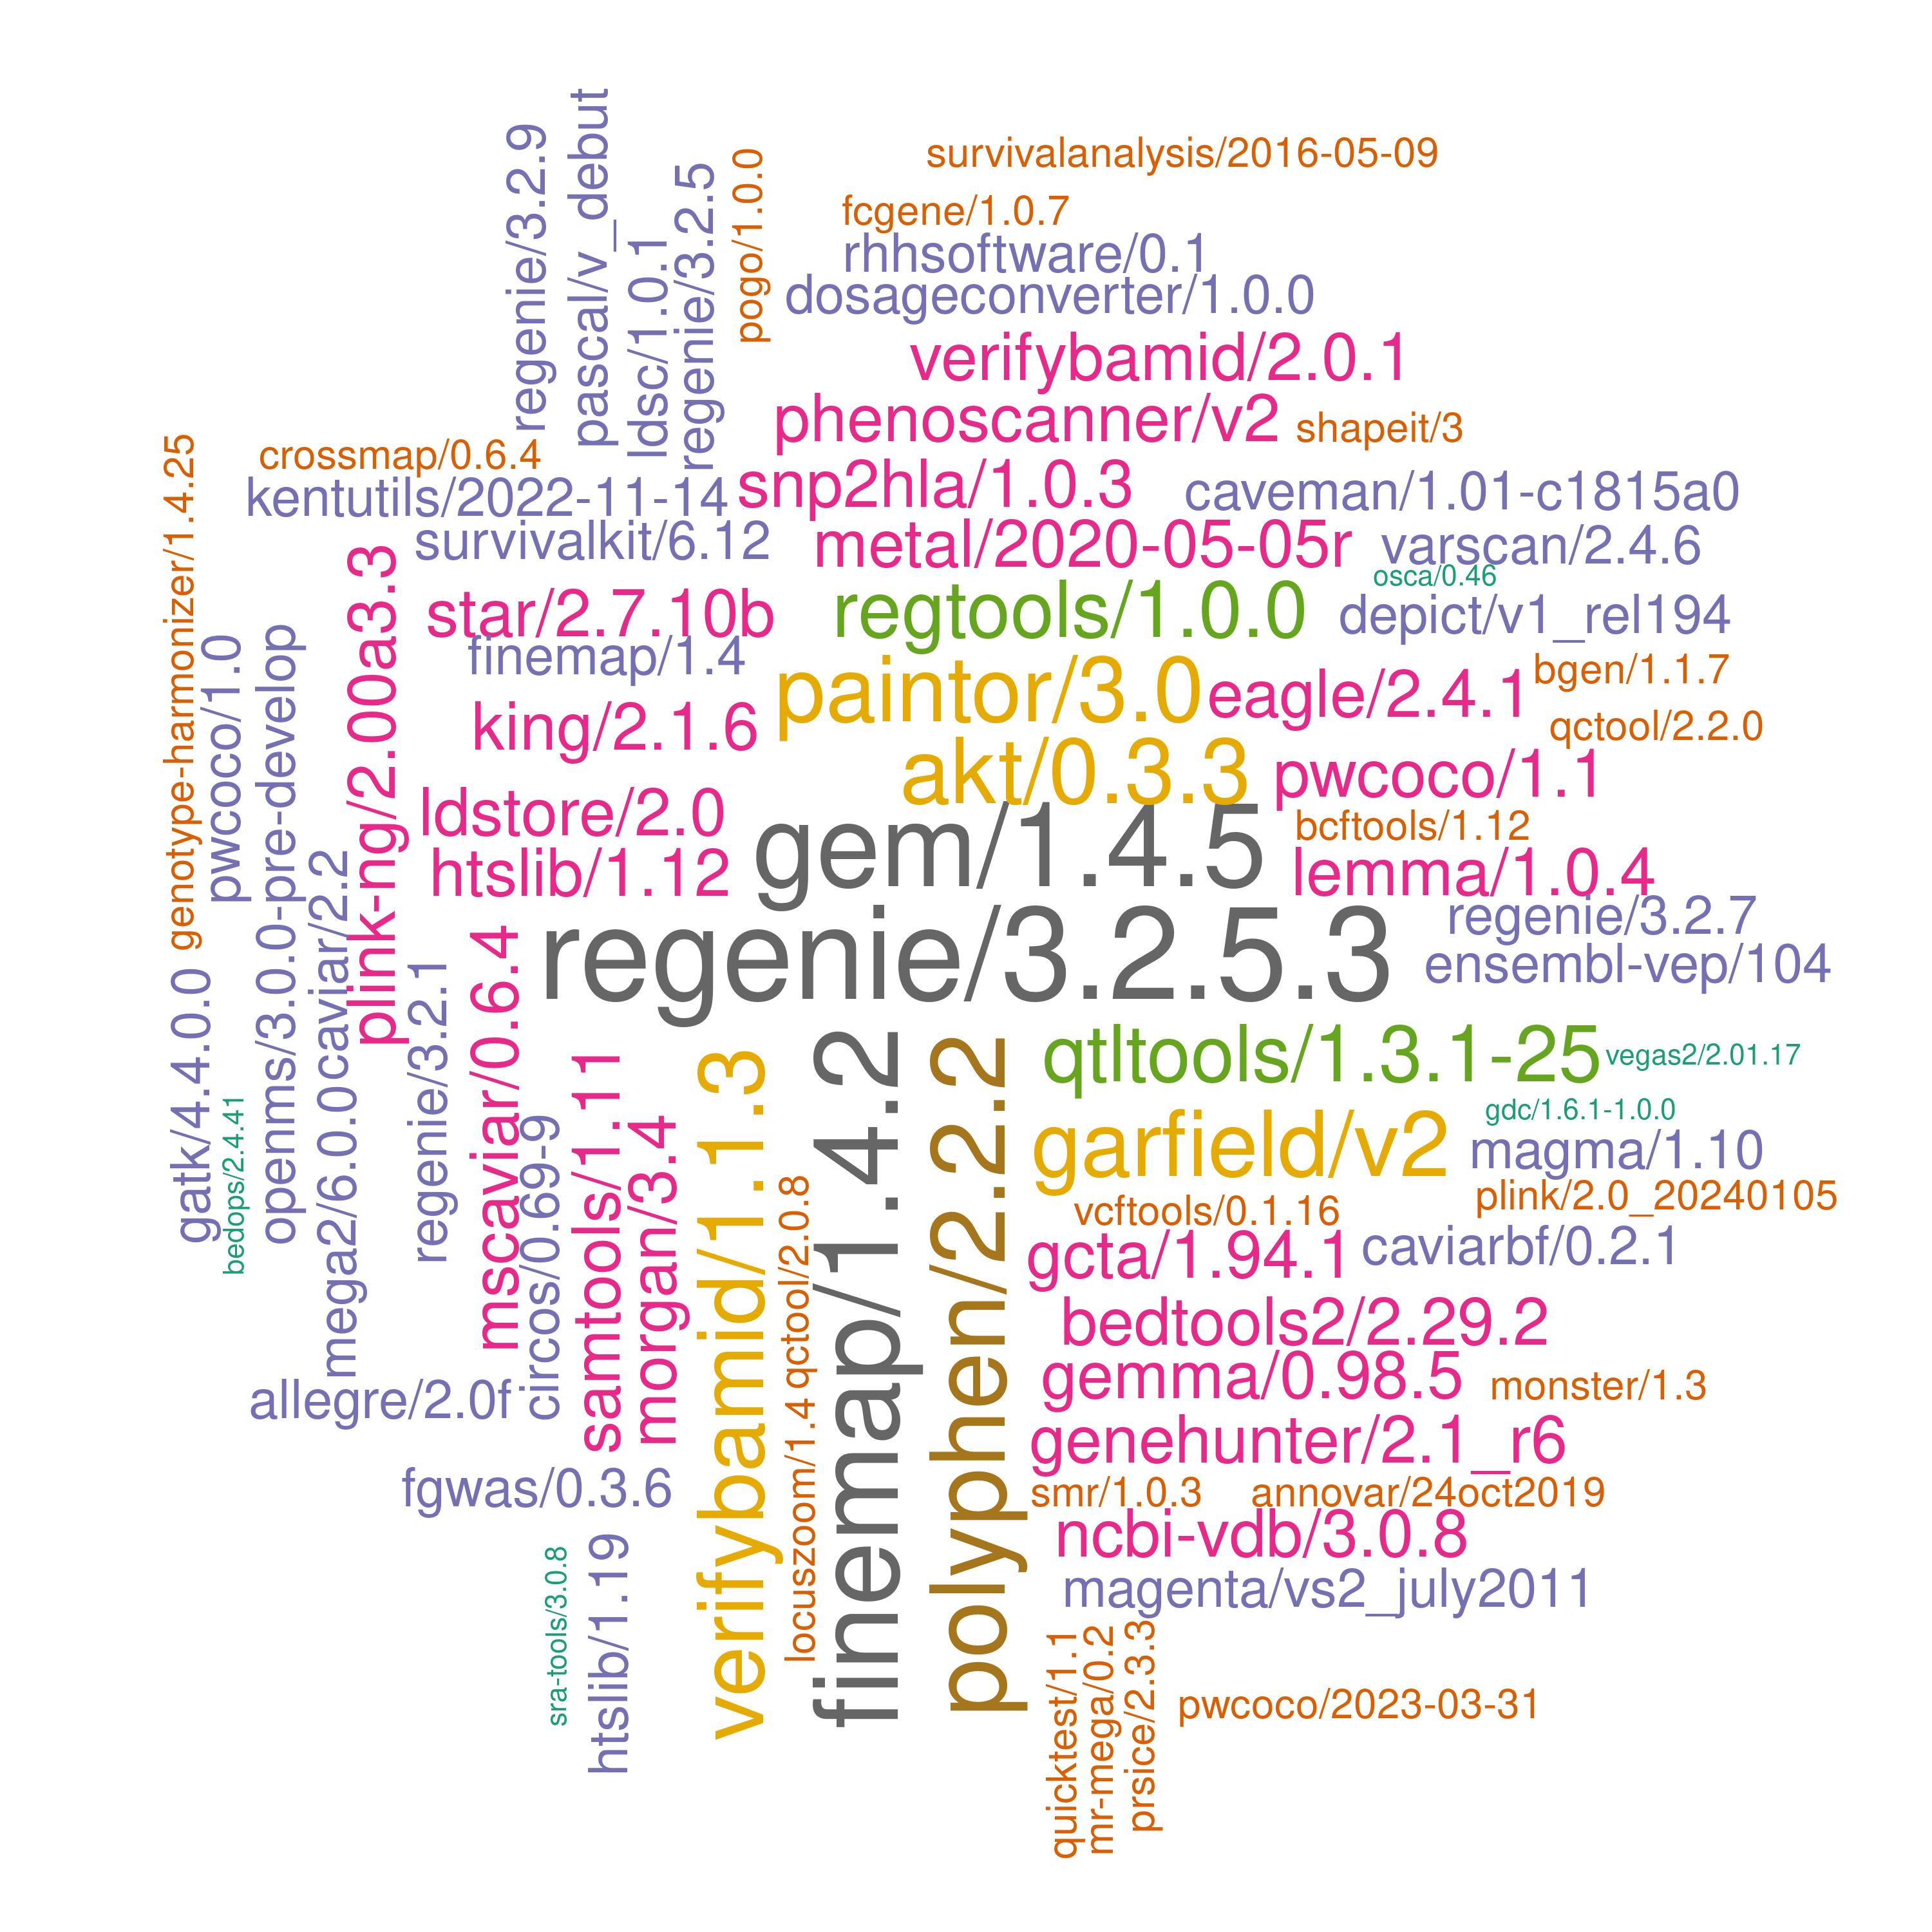 survivalanalysis/2016-05-09
regenie/3.2.9
pascal/v_debut
ldsc/1.0.1
regenie/3.2.5
pogo/1.0.0
fcgene/1.0.7
rhhsoftware/0.1
dosageconverter/1.0.0
verifybamid/2.0.1
phenoscanner/v2
shapeit/3
crossmap/0.6.4
kentutils/2022-11-14
snp2hla/1.0.3
caveman/1.01-c1815a0
survivalkit/6.12
metal/2020-05-05r
varscan/2.4.6
osca/0.46
star/2.7.10b
regtools/1.0.0
depict/v1_rel194
finemap/1.4
paintor/3.0
eagle/2.4.1
bgen/1.1.7
king/2.1.6
qctool/2.2.0
akt/0.3.3
pwcoco/1.1
ldstore/2.0
gem/1.4.5
bcftools/1.12
htslib/1.12
lemma/1.0.4
regenie/3.2.7
regenie/3.2.5.3
ensembl-vep/104
genotype-harmonizer/1.4.25
pwcoco/1.0
openms/3.0.0-pre-develop
caviar/2.2
plink-ng/2.00a3.3
gatk/4.4.0.0
bedops/2.4.41
mega2/6.0.0
regenie/3.2.1
mscaviar/0.6.4
circos/0.69-9
samtools/1.11
morgan/3.4
verifybamid/1.1.3
qctool/2.0.8
locuszoom/1.4
finemap/1.4.2
polyphen/2.2.2
qtltools/1.3.1-25
vegas2/2.01.17
gdc/1.6.1-1.0.0
garfield/v2
magma/1.10
plink/2.0_20240105
vcftools/0.1.16
gcta/1.94.1
caviarbf/0.2.1
bedtools2/2.29.2
gemma/0.98.5
monster/1.3
allegre/2.0f
genehunter/2.1_r6
fgwas/0.3.6
smr/1.0.3
annovar/24oct2019
ncbi-vdb/3.0.8
magenta/vs2_july2011
sra-tools/3.0.8
htslib/1.19
quicktest/1.1
mr-mega/0.2
prsice/2.3.3
pwcoco/2023-03-31